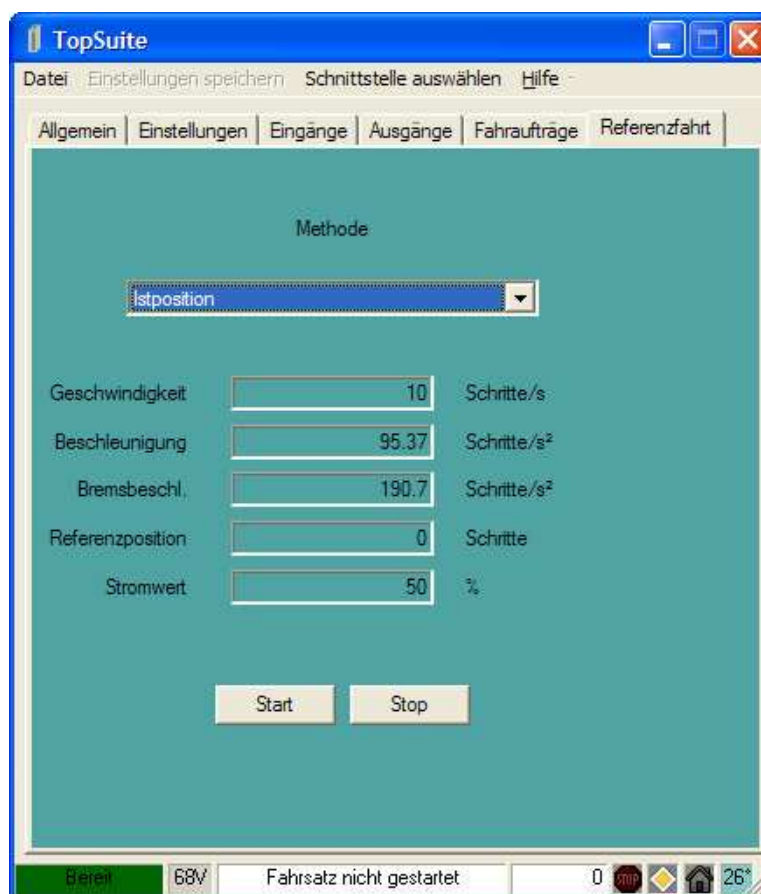 TopSuite
Datei Einstellungen speichern Schnittstelle auswählen Hilfe
Allgemein Einstellungen Eingänge Ausgänge Fahraufträge Referenzfahrt
Methode
Istposition
Geschwindigkeit 10 Schritte/s
Beschleunigung 95.37 Schritte/s²
Bremsbeschl. 190.7 Schritte/s²
Referenzposition 0 Schritte
Stromwert 50 %
Start Stop
Bereit 68V Fahrsatz nicht gestartet 0 STOP 26°